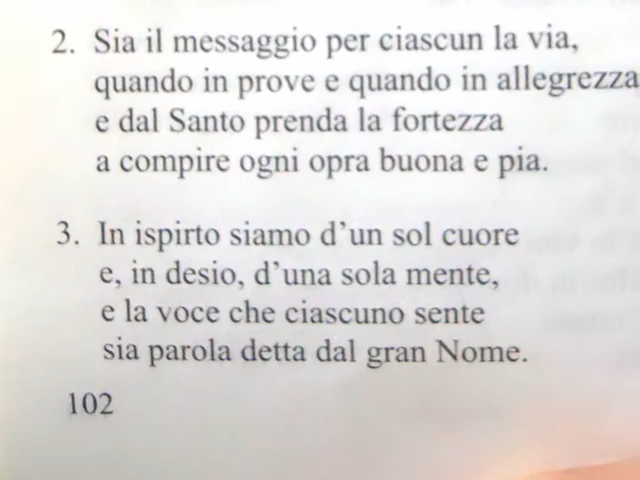 2. Sia il messaggio per ciascun la via,
quando in prove e quando in allegrezza
e dal Santo prenda la fortezza
a compire ogni opra buona e pia.
3. In ispirto siamo d'un sol cuore
e, in desio, d'una sola mente,
e la voce che ciascuno sente
sia parola detta dal gran Nome.
102